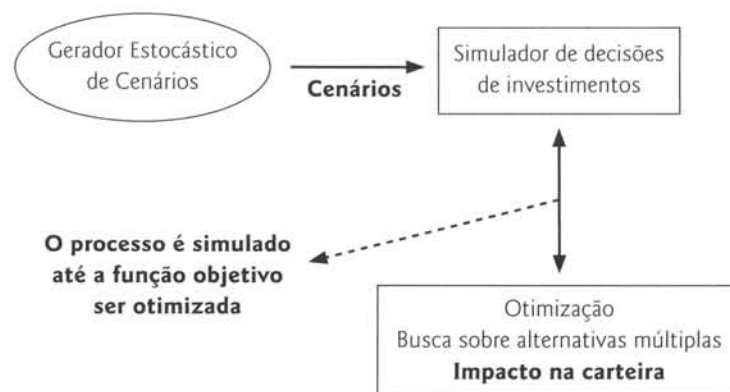 Gerador Estocástico
de Cenários
Cenários
Simulador de decisões
de investimentos
O processo é simulado
até a função objetivo
ser otimizada
Otimização
Busca sobre alternativas múltiplas
Impacto na carteira